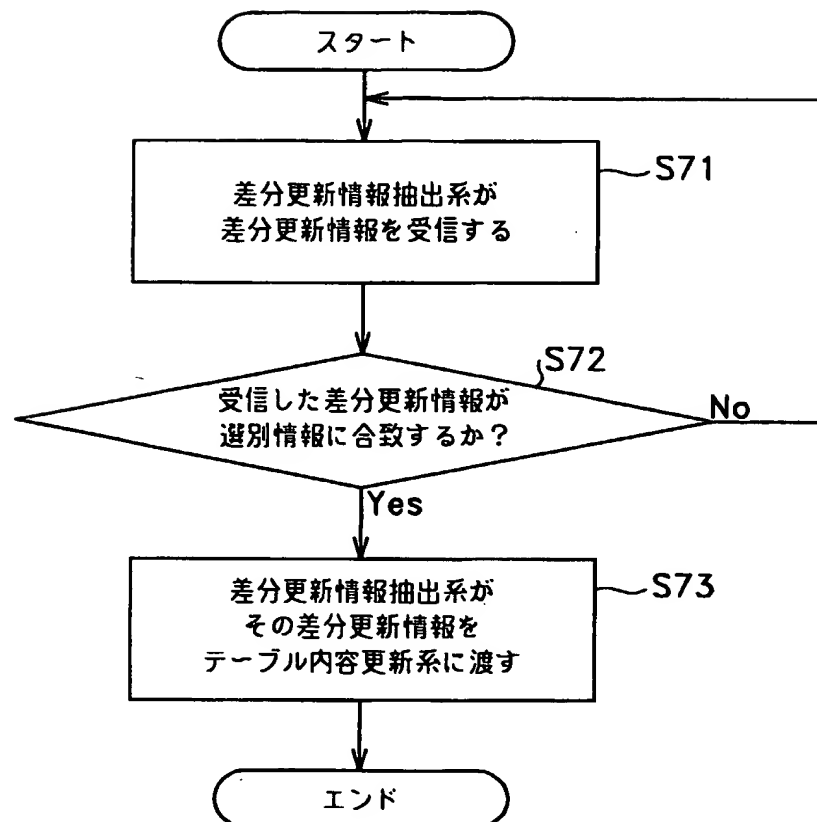 スタート
差分更新情報抽出系が
差分更新情報を受信する
S71
受信した差分更新情報が
選別情報に合致するか？
S72
No
Yes
差分更新情報抽出系が
その差分更新情報を
テーブル内容更新系に渡す
S73
エンド